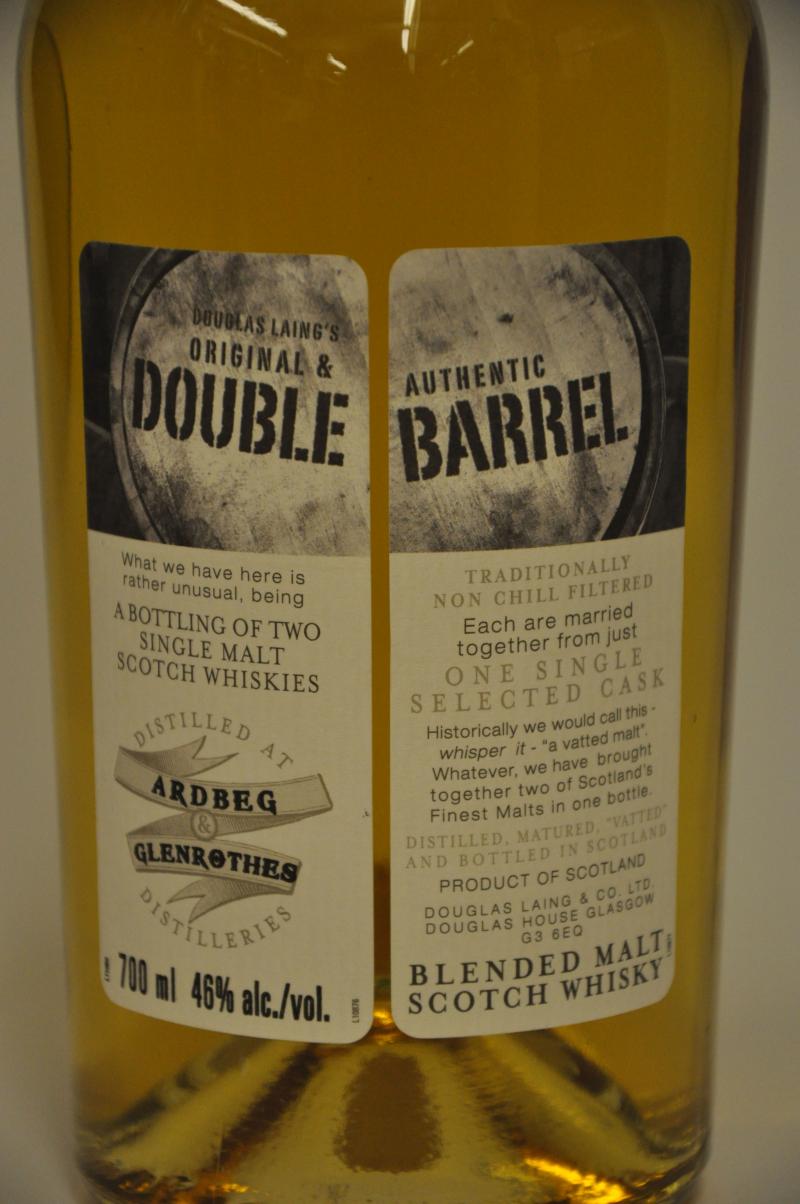 DOUGLAS LAING'S
ORIGINAL &
DOUBLE
What we have here is
rather unusual, being
A BOTTLING OF TWO
SINGLE MALT
SCOTCH WHISKIES
DISTILLED AT
ARDBEG
&
GLENROTHES
DISTILLERIES
700 ml 46% alc./vol.
L10876
AUTHENTIC
BARREL
TRADITIONALLY
NON CHILL FILTERED
Each are married
together from just
ONE SINGLE
SELECTED CASK
Historically we would call this -
whisper it - "a vatted malt".
Whatever, we have brought
together two of Scotland's
Finest Malts in one bottle.
DISTILLED, MATURED, "VATTED"
AND BOTTLED IN SCOTLAND
PRODUCT OF SCOTLAND
DOUGLAS LAING & CO. LTD.
DOUGLAS HOUSE GLASGOW
G3 6EQ
BLENDED MALT
SCOTCH WHISKY